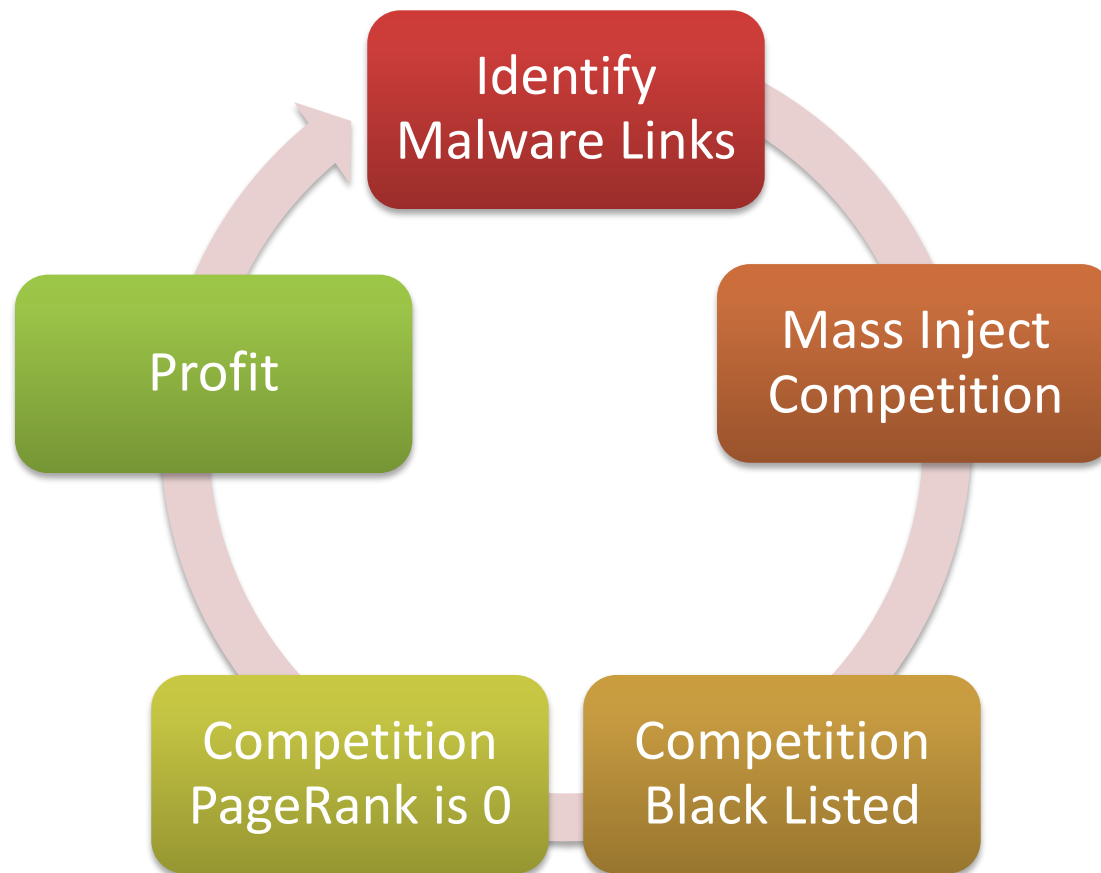 Identify
Malware Links
Mass Inject
Competition
Competition
Black Listed
Competition
PageRank is 0
Profit